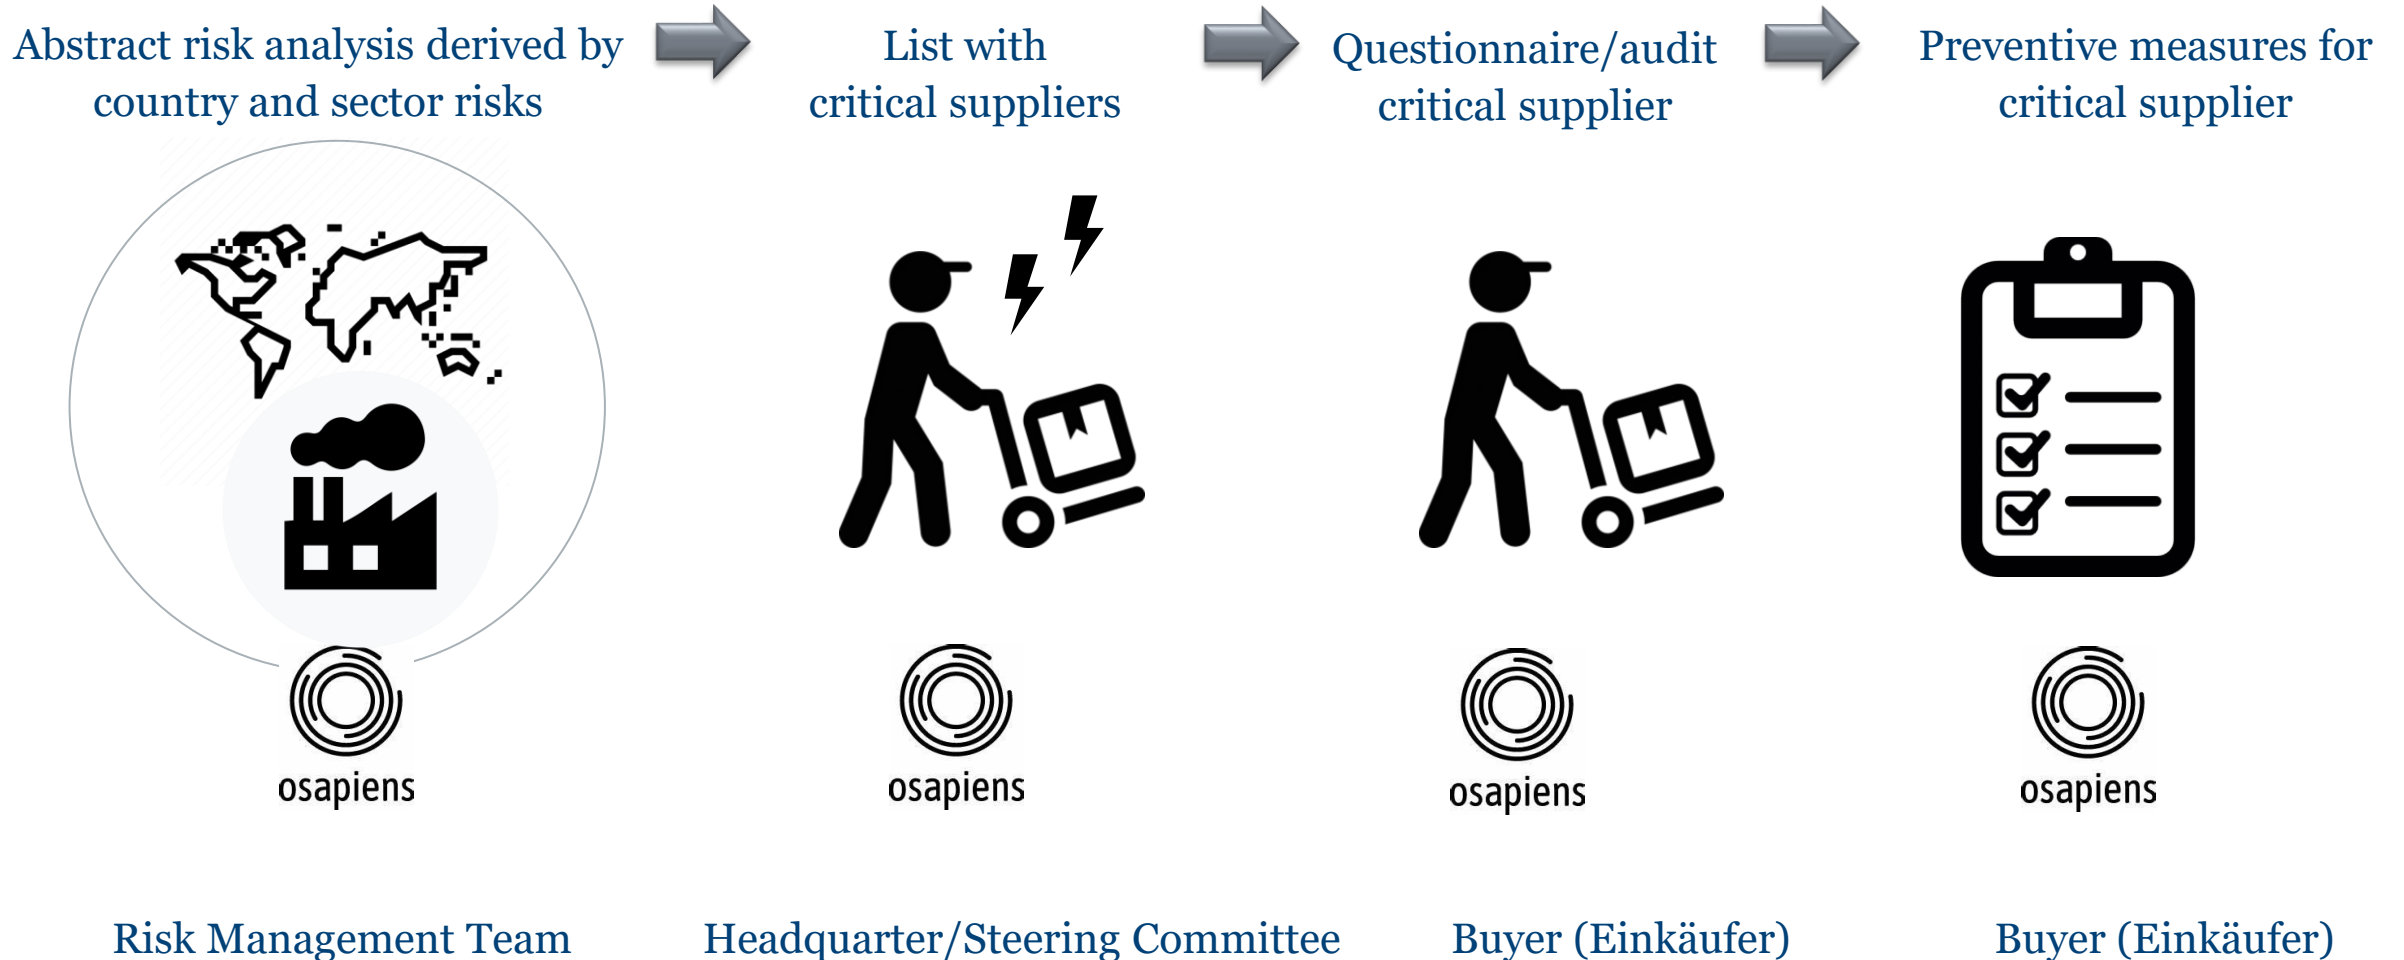 Abstract risk analysis derived by
country and sector risks
List with
critical suppliers
Questionnaire/audit
critical supplier
Preventive measures for
critical supplier
osapiens
osapiens
osapiens
osapiens
Risk Management Team
Headquarter/Steering Committee
Buyer (Einkäufer)
Buyer (Einkäufer)